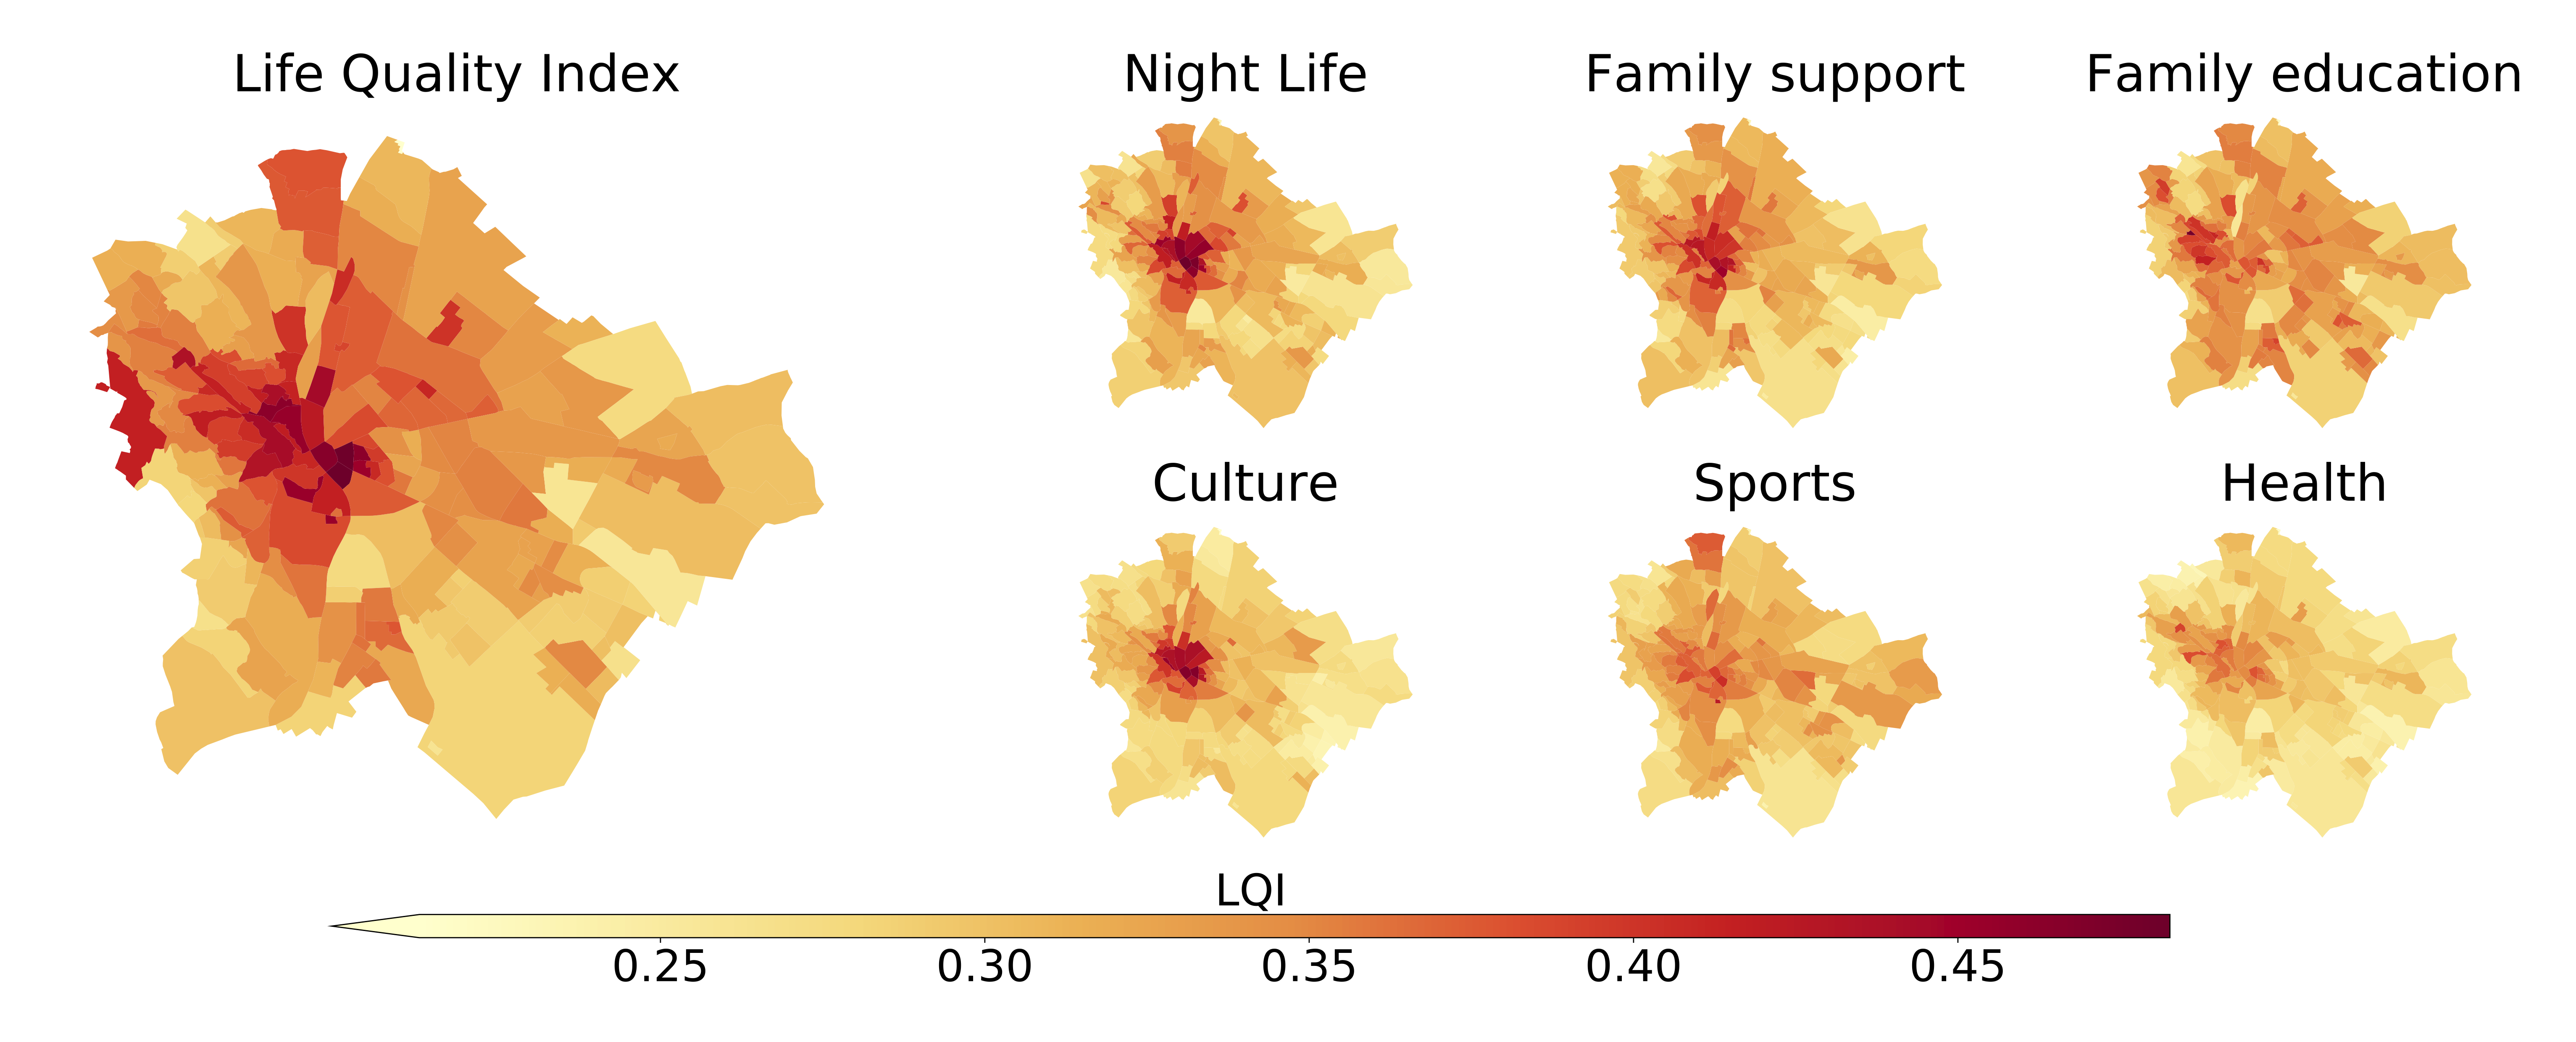 Life Quality Index
Night Life
Family support
Family education
Culture
Sports
Health
LQI
0.25
0.30
0.35
0.40
0.45